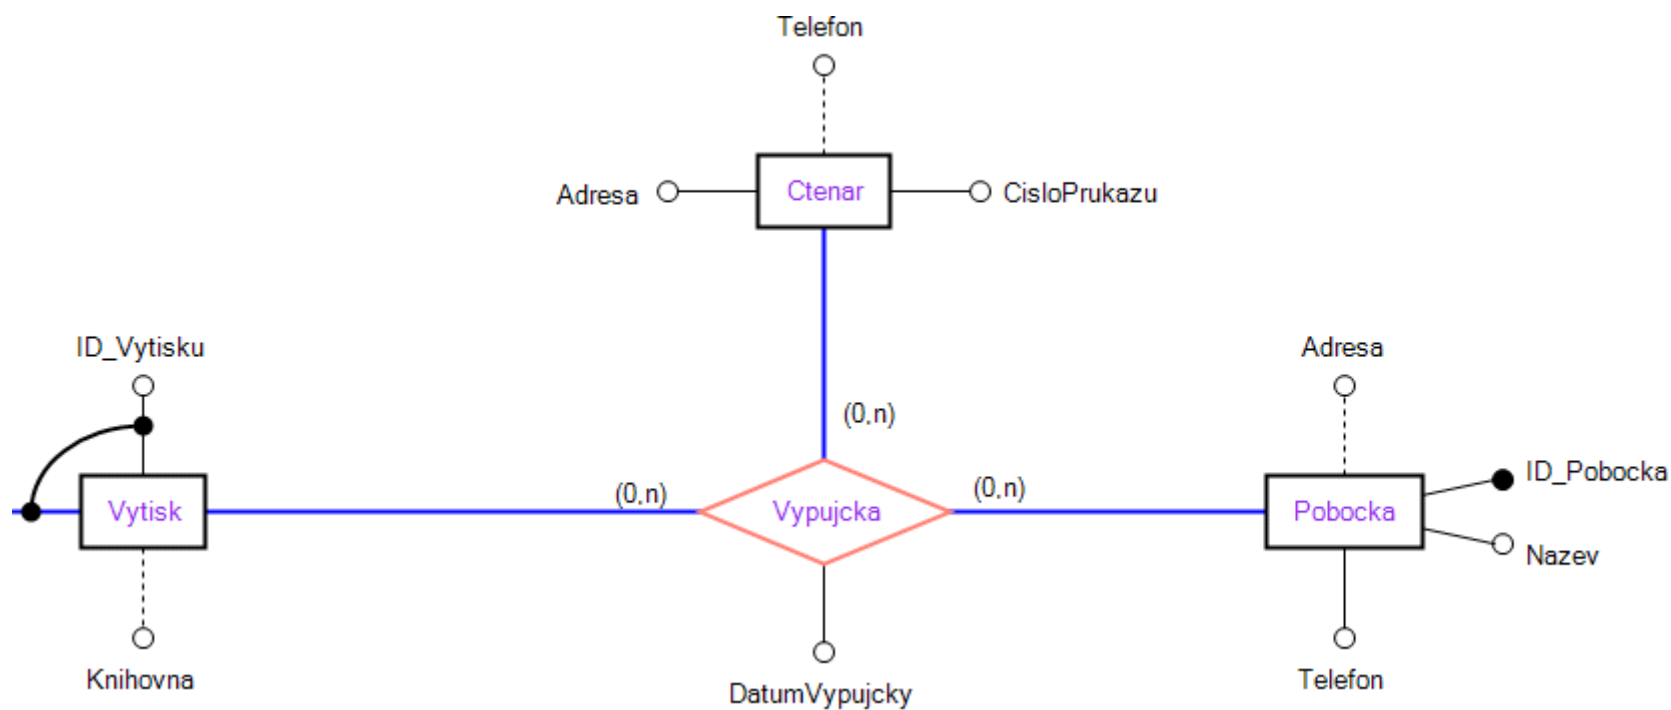 Telefon
Adresa
Ctenar
CisloPrukazu
ID_Vytisku
Adresa
(0,n)
ID_Pobocka
(0,n)
(0,n)
Vytisk
Vypujcka
Pobocka
Nazev
Knihovna
DatumVypujcky
Telefon